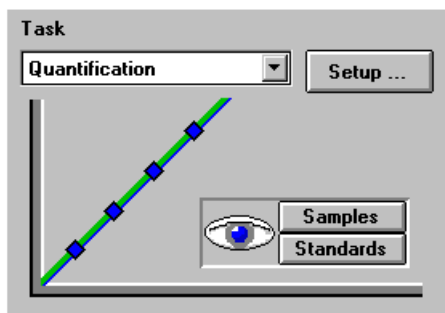 Task
Quantification
Setup ...
Samples
Standards